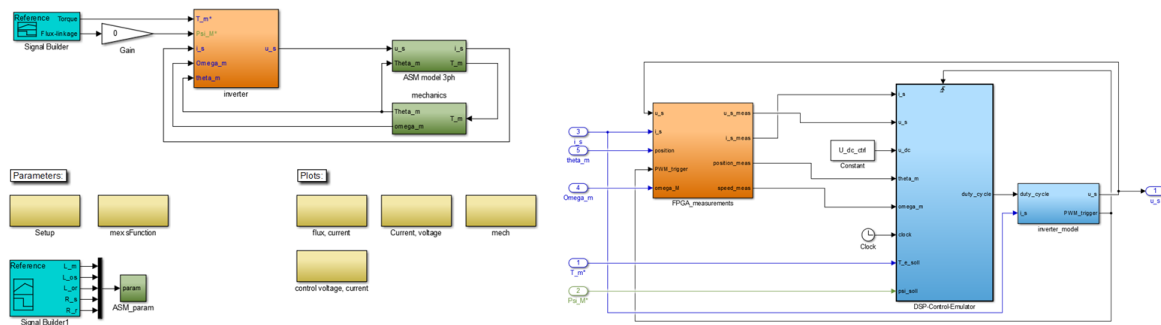 Reference
Torque
Flux-linkage
Signal Builder
0
Gain
T_m*
Psi_M*
i_s
Omega_m
theta_m
u_s
inverter
u_s
Theta_m
i_s
T_m
ASM model 3ph
mechanics
Theta_m
omega_m
T_m
Parameters:
Setup
mex sFunction
Plots:
flux, current
Current, voltage
mech
control voltage, current
Reference
L_m
L_os
L_or
R_s
R_r
Signal Builder1
param
ASM_param
3
i_s
5
theta_m
4
Omega_m
1
T_m*
2
Psi_M*
u_s
i_s
position
PWM_trigger
omega_M
u_s_meas
i_s_meas
position_meas
speed_meas
FPGA_measurements
U_dc_ctrl
Constant
Clock
i_s
u_s
u_dc
theta_m
omega_m
clock
T_e_soll
psi_soll
duty_cycle
DSP-Control-Emulator
duty_cycle
i_s
u_s
PWM_trigger
inverter_model
1
u_s